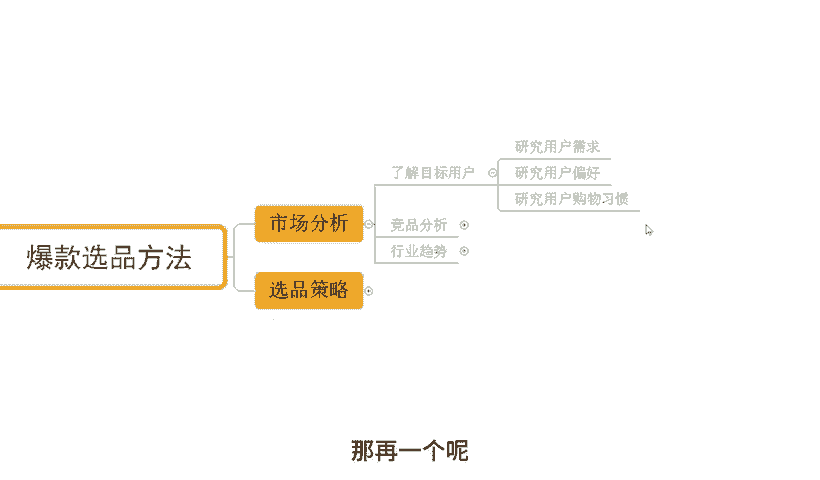 爆款选品方法
市场分析
了解目标用户
研究用户需求
研究用户偏好
研究用户购物习惯
竞品分析
行业趋势
选品策略
那再一个呢